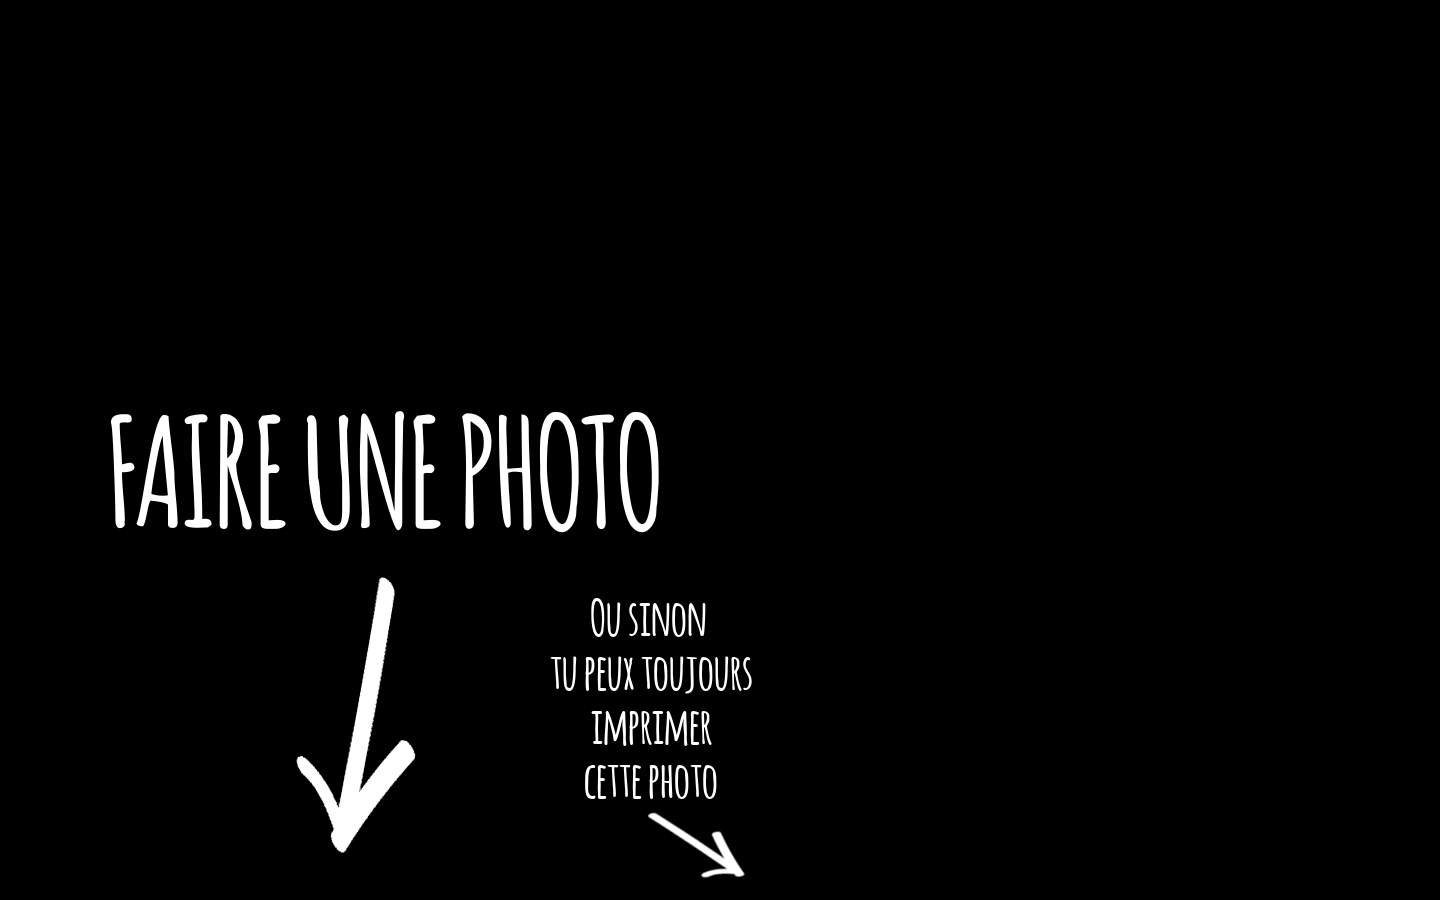 FAIRE UNE PHOTO
OU SINON
TU PEUX TOUJOURS
IMPRIMER
CETTE PHOTO